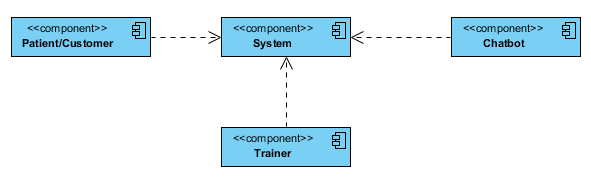 <<component>>
Patient/Customer
<<component>>
System
<<component>>
Chatbot
<<component>>
Trainer